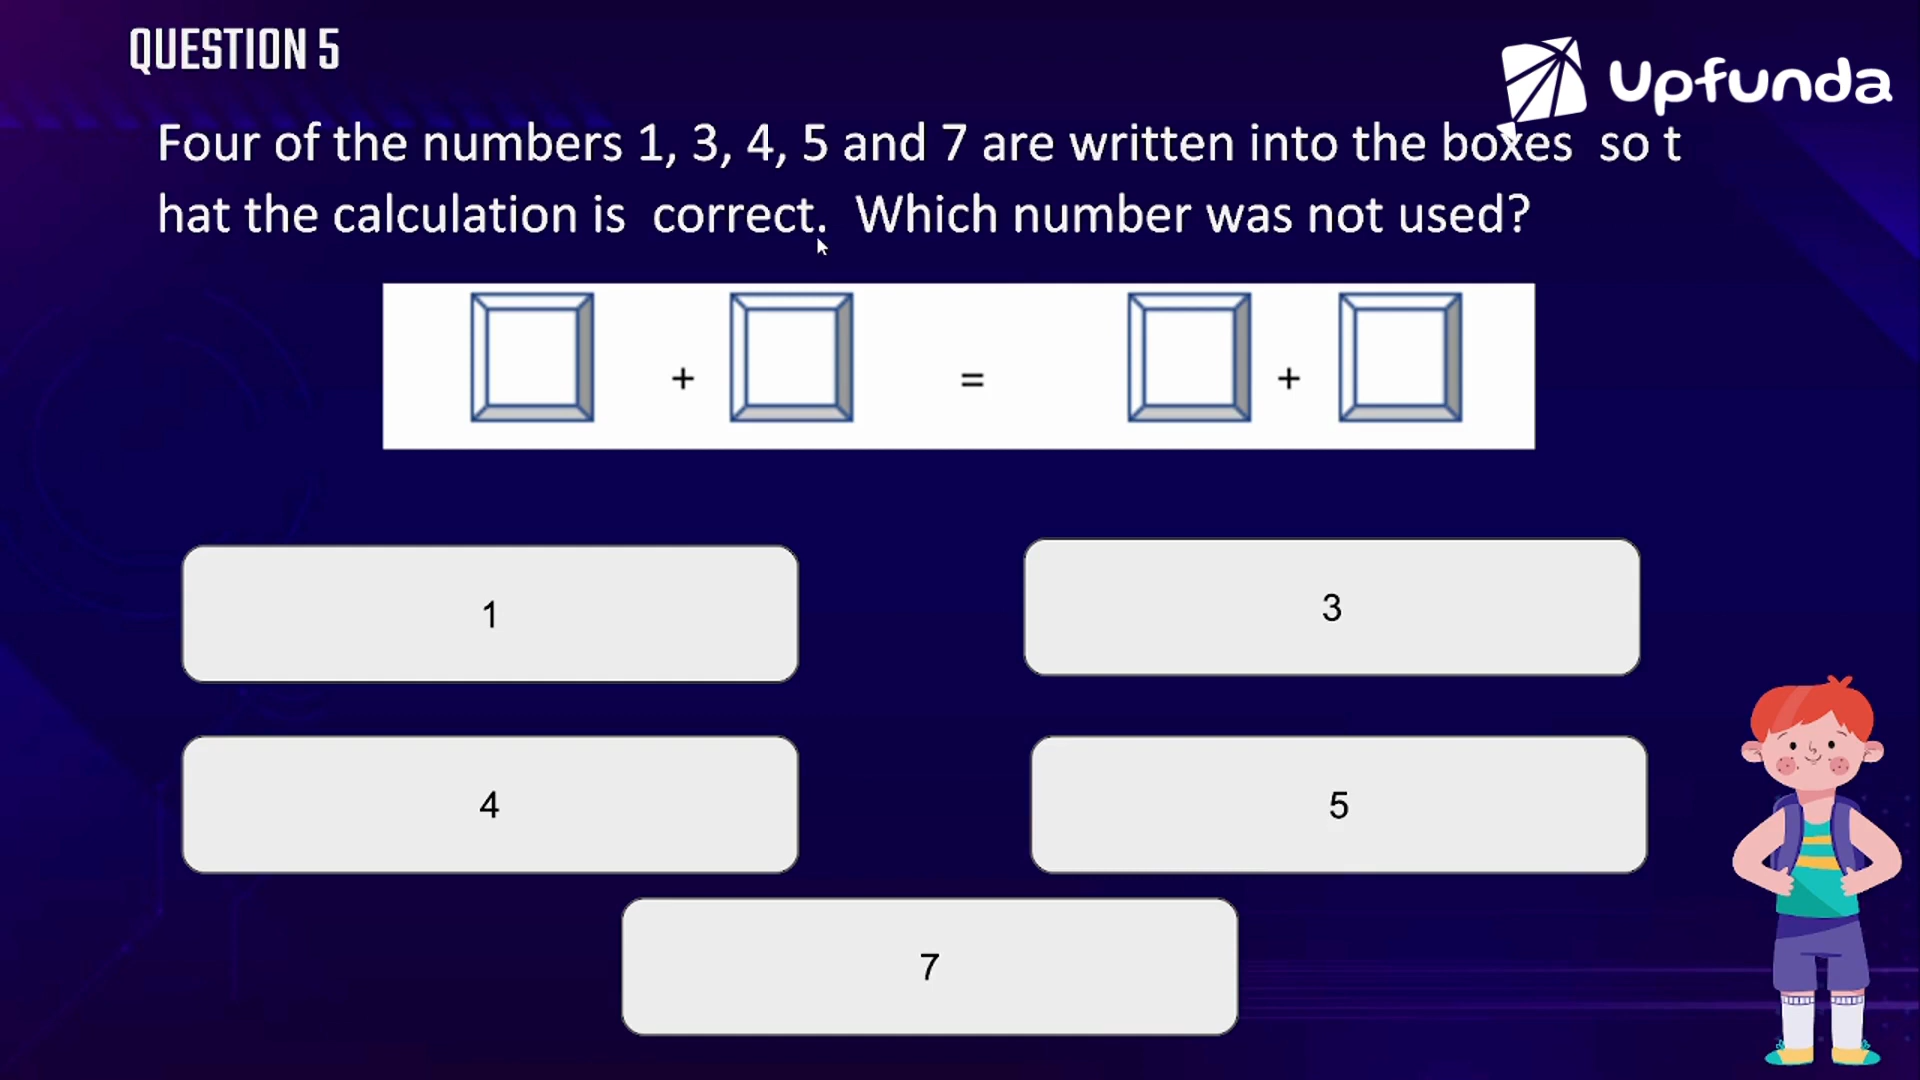 QUESTION 5
Upfunda
Four of the numbers 1, 3, 4, 5 and 7 are written into the boxes so t
hat the calculation is correct. Which number was not used?
+ = +
1
3
4
5
7